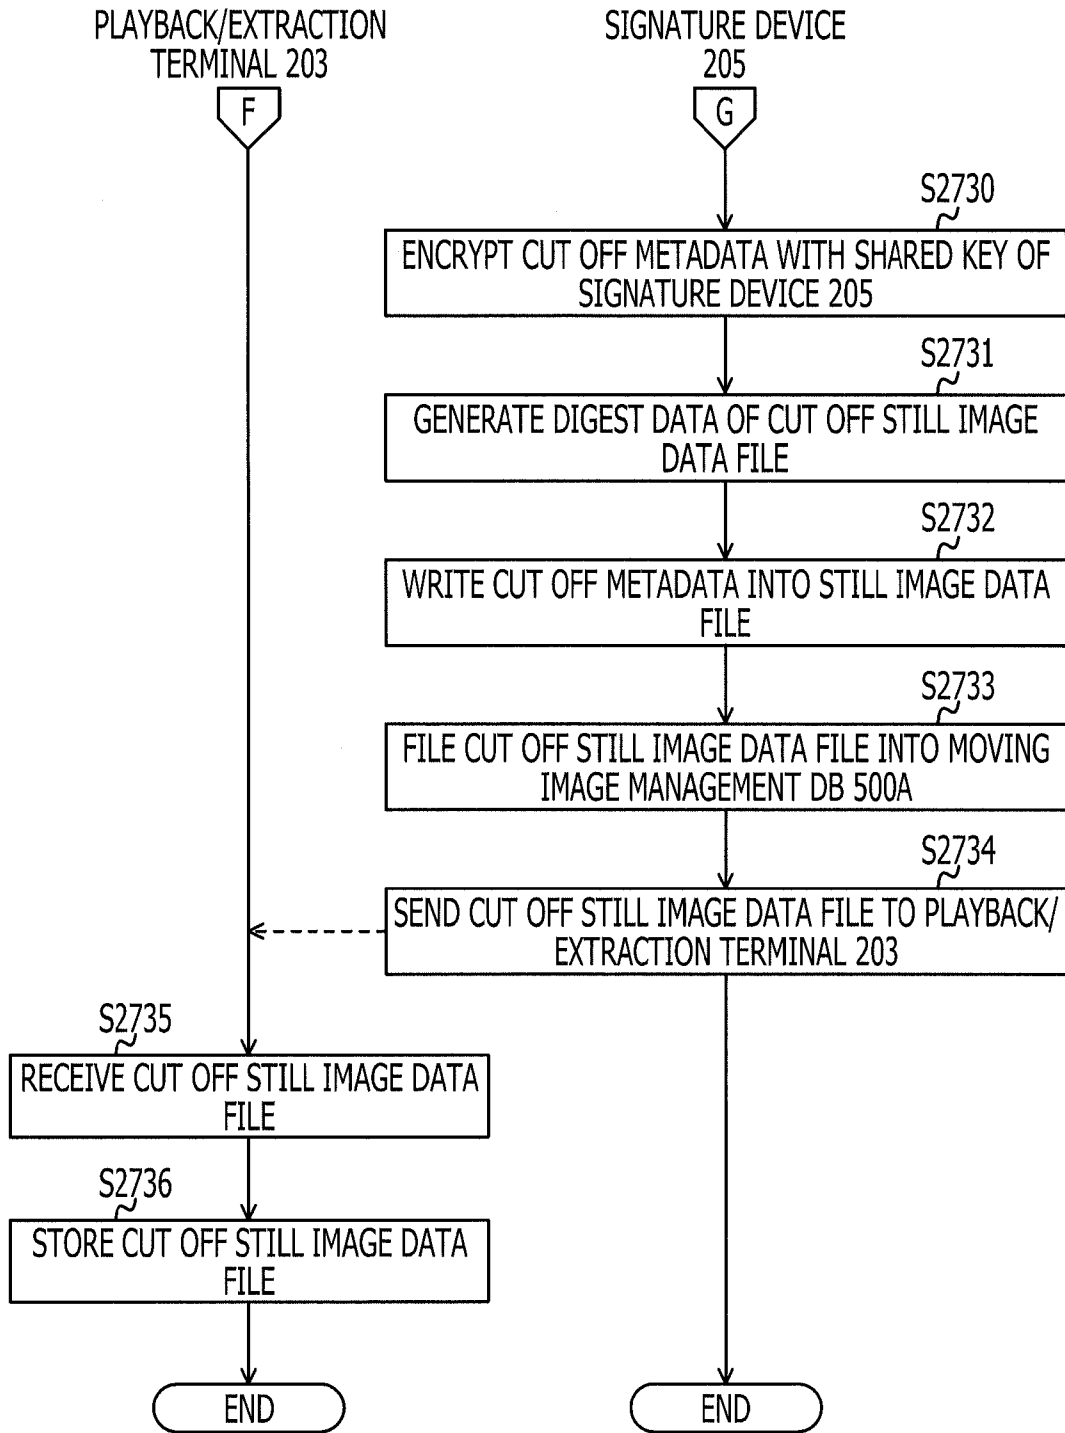 PLAYBACK/EXTRACTION
TERMINAL 203
SIGNATURE DEVICE
205
F
G
S2730
ENCRYPT CUT OFF METADATA WITH SHARED KEY OF
SIGNATURE DEVICE 205
S2731
GENERATE DIGEST DATA OF CUT OFF STILL IMAGE
DATA FILE
S2732
WRITE CUT OFF METADATA INTO STILL IMAGE DATA
FILE
S2733
FILE CUT OFF STILL IMAGE DATA FILE INTO MOVING
IMAGE MANAGEMENT DB 500A
S2734
SEND CUT OFF STILL IMAGE DATA FILE TO PLAYBACK/
EXTRACTION TERMINAL 203
S2735
RECEIVE CUT OFF STILL IMAGE DATA
FILE
S2736
STORE CUT OFF STILL IMAGE DATA
FILE
END
END